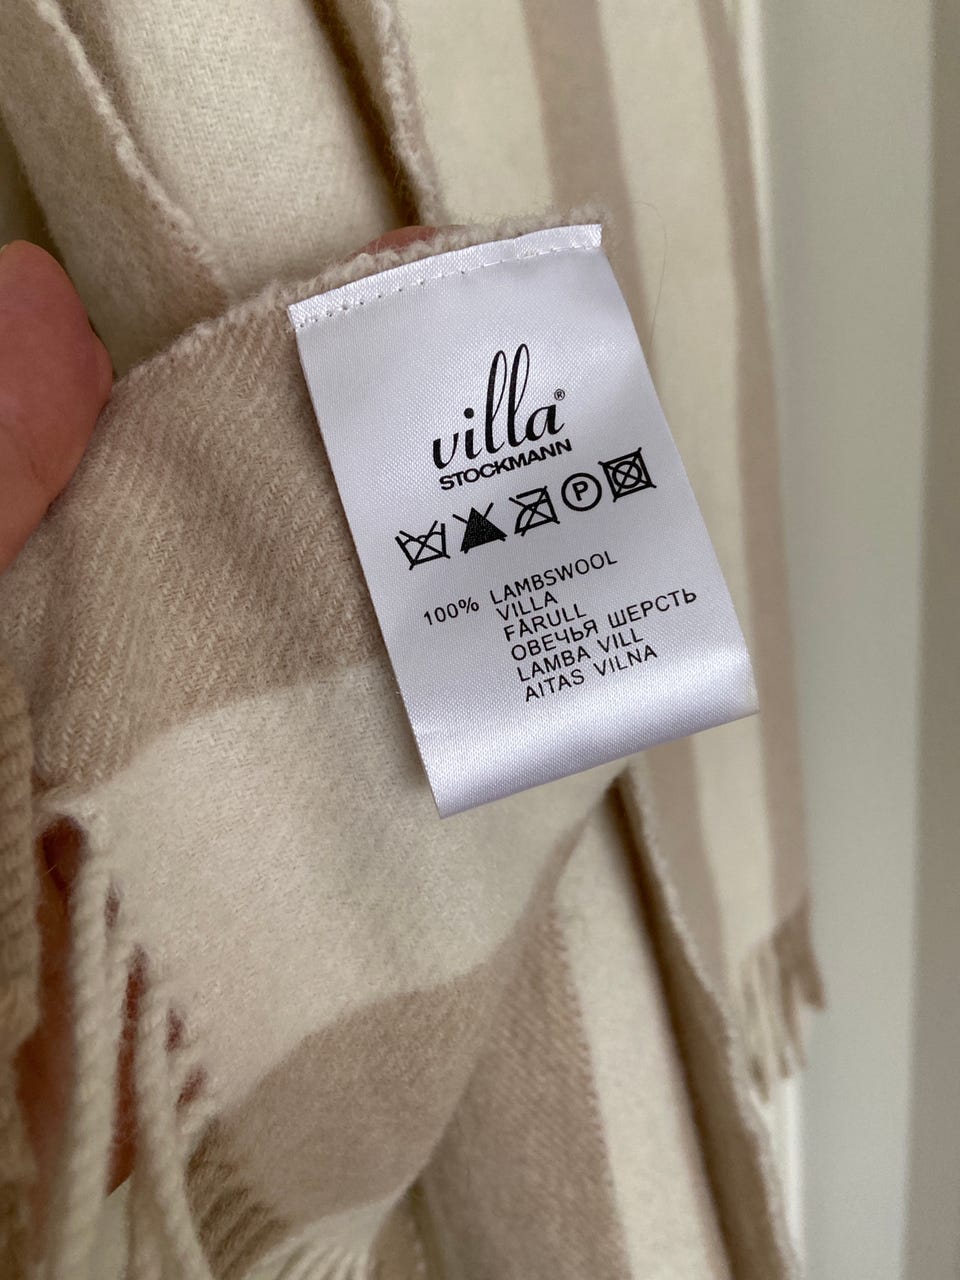 villa®
STOCKMANN
P
100% LAMBSWOOL
VILLA
FÅRULL
ОВЕЧЬЯ ШЕРСТЬ
LAMBA VILL
AITAS VILNA